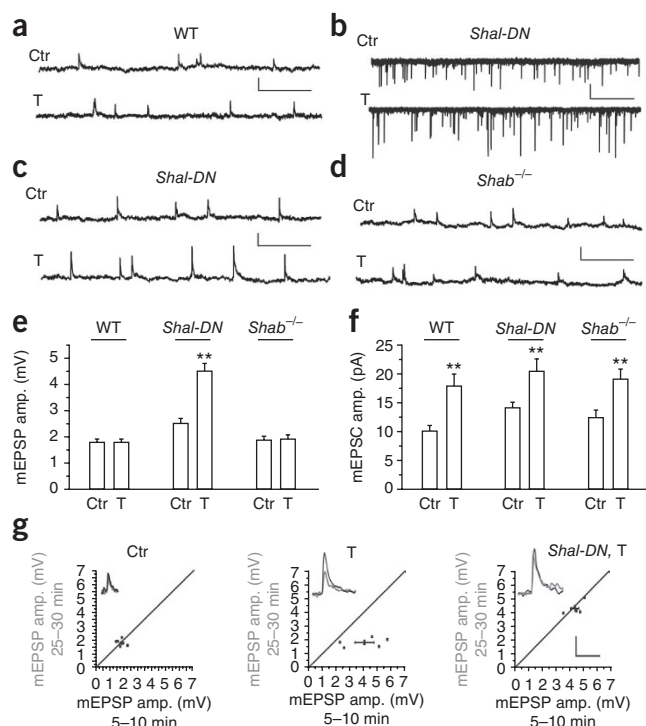 a
WT
Ctr
T
b
Shal-DN
Ctr
T
c
Shal-DN
Ctr
T
d
Shab–/–
Ctr
T
e
WT Shal-DN Shab–/–
mEPSP amp. (mV)
5
4
3
2
1
0
**
Ctr T Ctr T Ctr T
f
WT Shal-DN Shab–/–
mEPSC amp. (pA)
25
20
15
10
5
0
** ** **
Ctr T Ctr T Ctr T
g
Ctr
mEPSP amp. (mV)
25–30 min
7
6
5
4
3
2
1
0
0 1 2 3 4 5 6 7
mEPSP amp. (mV)
5–10 min
T
mEPSP amp. (mV)
25–30 min
7
6
5
4
3
2
1
0
0 1 2 3 4 5 6 7
mEPSP amp. (mV)
5–10 min
Shal-DN, T
mEPSP amp. (mV)
25–30 min
7
6
5
4
3
2
1
0
0 1 2 3 4 5 6 7
mEPSP amp. (mV)
5–10 min